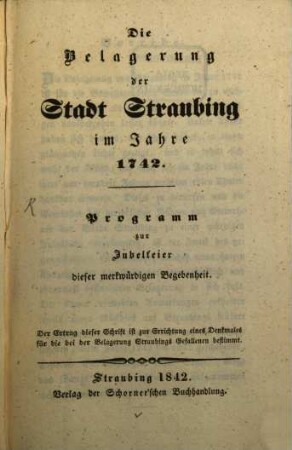 Die
Belagerung
der
Stadt Straubing
im Jahre
1742.
Programm
zur
Jubelfeier
dieser merkwürdigen Begebenheit.
Der Ertrag dieser Schrift ist zur Errichtung eines Denkmales
für die bei der Belagerung Straubings Gefallenen bestimmt.
Straubing 1842.
Verlag der Schorner'schen Buchhandlung.